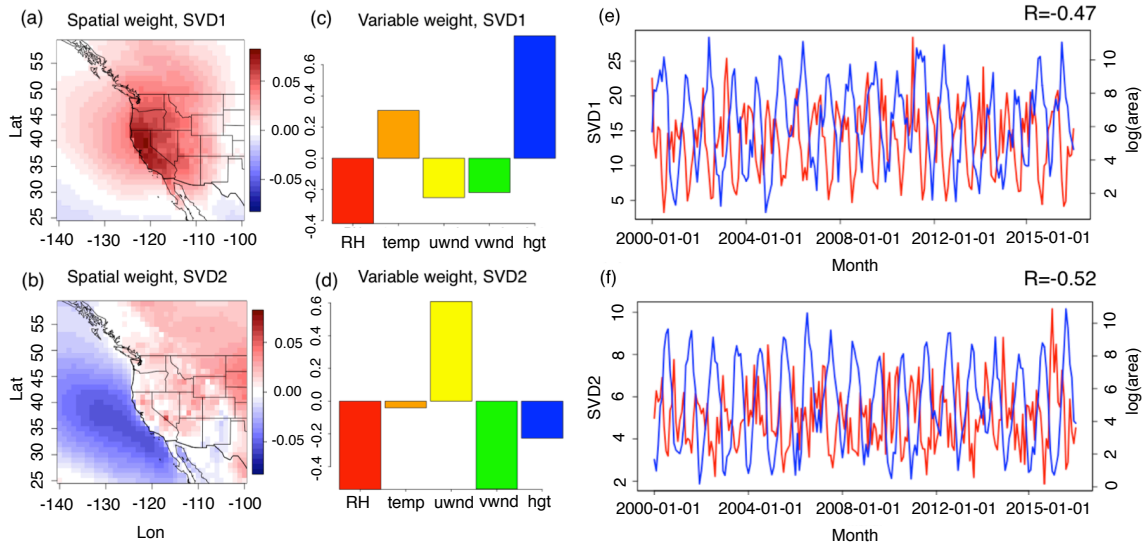 (a) Spatial weight, SVD1
Lat
55
50
45
40
35
30
25
0.05
0.00
-0.05
-140 -130 -120 -110 -100
(c) Variable weight, SVD1
0.6
0.4
0.2
0.0
-0.2
-0.4
RH temp uwnd vwnd hgt
(e) R=-0.47
SVD1
25
20
15
10
5
10
8
6
4
2
log(area)
2000-01-01 2004-01-01 2008-01-01 2012-01-01 2015-01-01
Month
(b) Spatial weight, SVD2
Lat
55
50
45
40
35
30
25
0.05
0.00
-0.05
-140 -130 -120 -110 -100
Lon
(d) Variable weight, SVD2
0.6
0.4
0.2
0.0
-0.2
-0.4
RH temp uwnd vwnd hgt
(f) R=-0.52
SVD2
10
8
6
4
2
10
8
6
4
2
0
log(area)
2000-01-01 2004-01-01 2008-01-01 2012-01-01 2015-01-01
Month